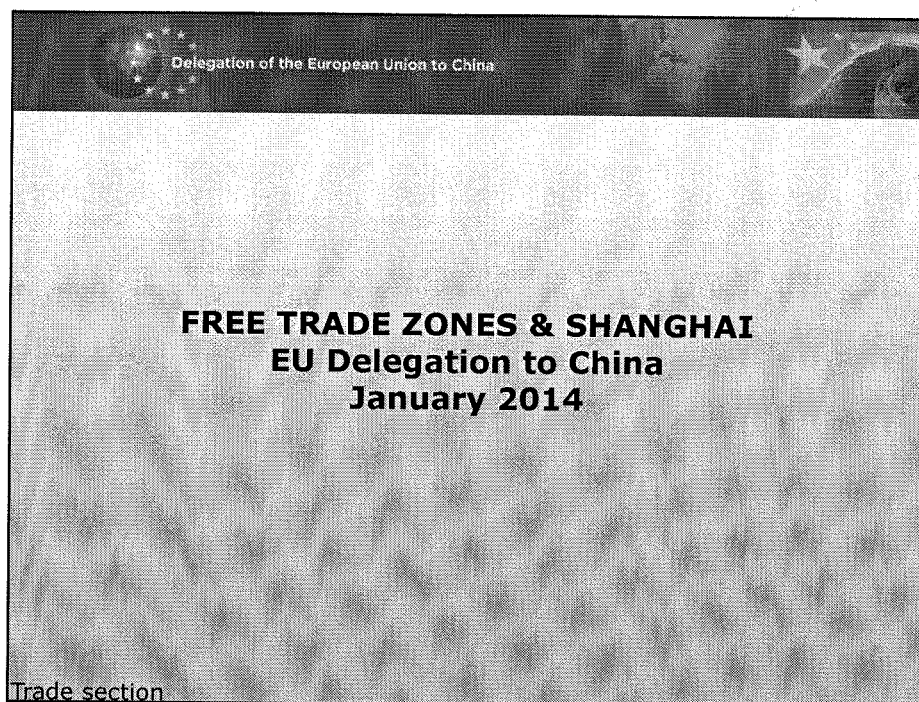 Delegation of the European Union to China
FREE TRADE ZONES & SHANGHAI
EU Delegation to China
January 2014
Trade section